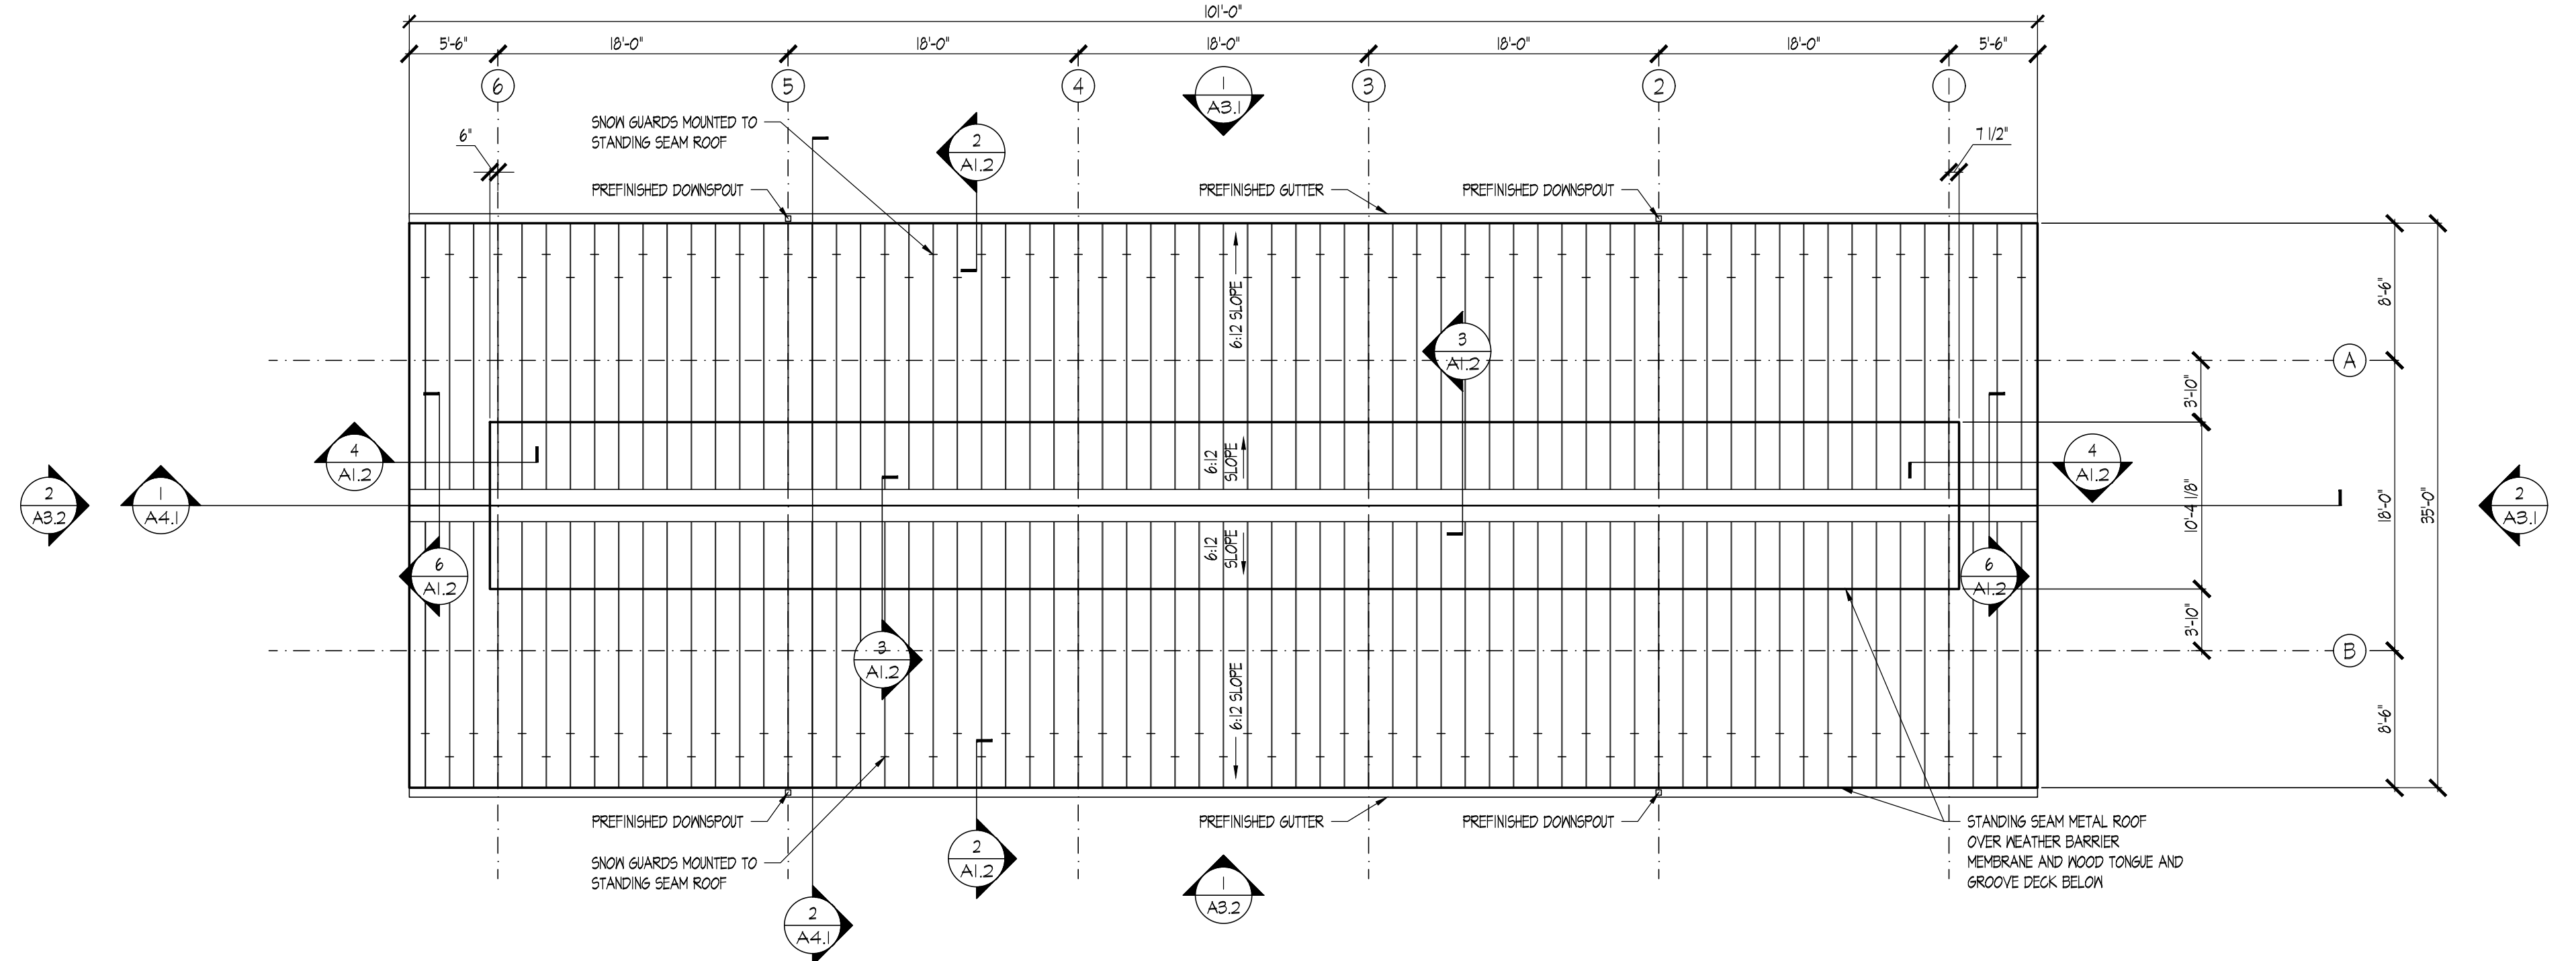 101'-0"
5'-6" 18'-0" 18'-0" 18'-0" 18'-0" 18'-0" 5'-6"
6 5 4 3 2 1
1
A3.1
SNOW GUARDS MOUNTED TO
STANDING SEAM ROOF
6"
7 1/2"
2
A1.2
PREFINISHED DOWNSPOUT
PREFINISHED GUTTER
PREFINISHED DOWNSPOUT
6:12 SLOPE
8'-6"
3
A1.2
A
3'-10"
4
A1.2
6:12
SLOPE
4
A1.2
2
A3.2
1
A4.1
10'-4 1/8"
18'-0"
35'-0"
2
A3.1
6:12
SLOPE
6
A1.2
6
A1.2
3
A1.2
3'-10"
B
6:12 SLOPE
8'-6"
PREFINISHED DOWNSPOUT
PREFINISHED GUTTER
PREFINISHED DOWNSPOUT
STANDING SEAM METAL ROOF
OVER WEATHER BARRIER
MEMBRANE AND WOOD TONGUE AND
GROOVE DECK BELOW
SNOW GUARDS MOUNTED TO
STANDING SEAM ROOF
2
A1.2
1
A3.2
2
A4.1